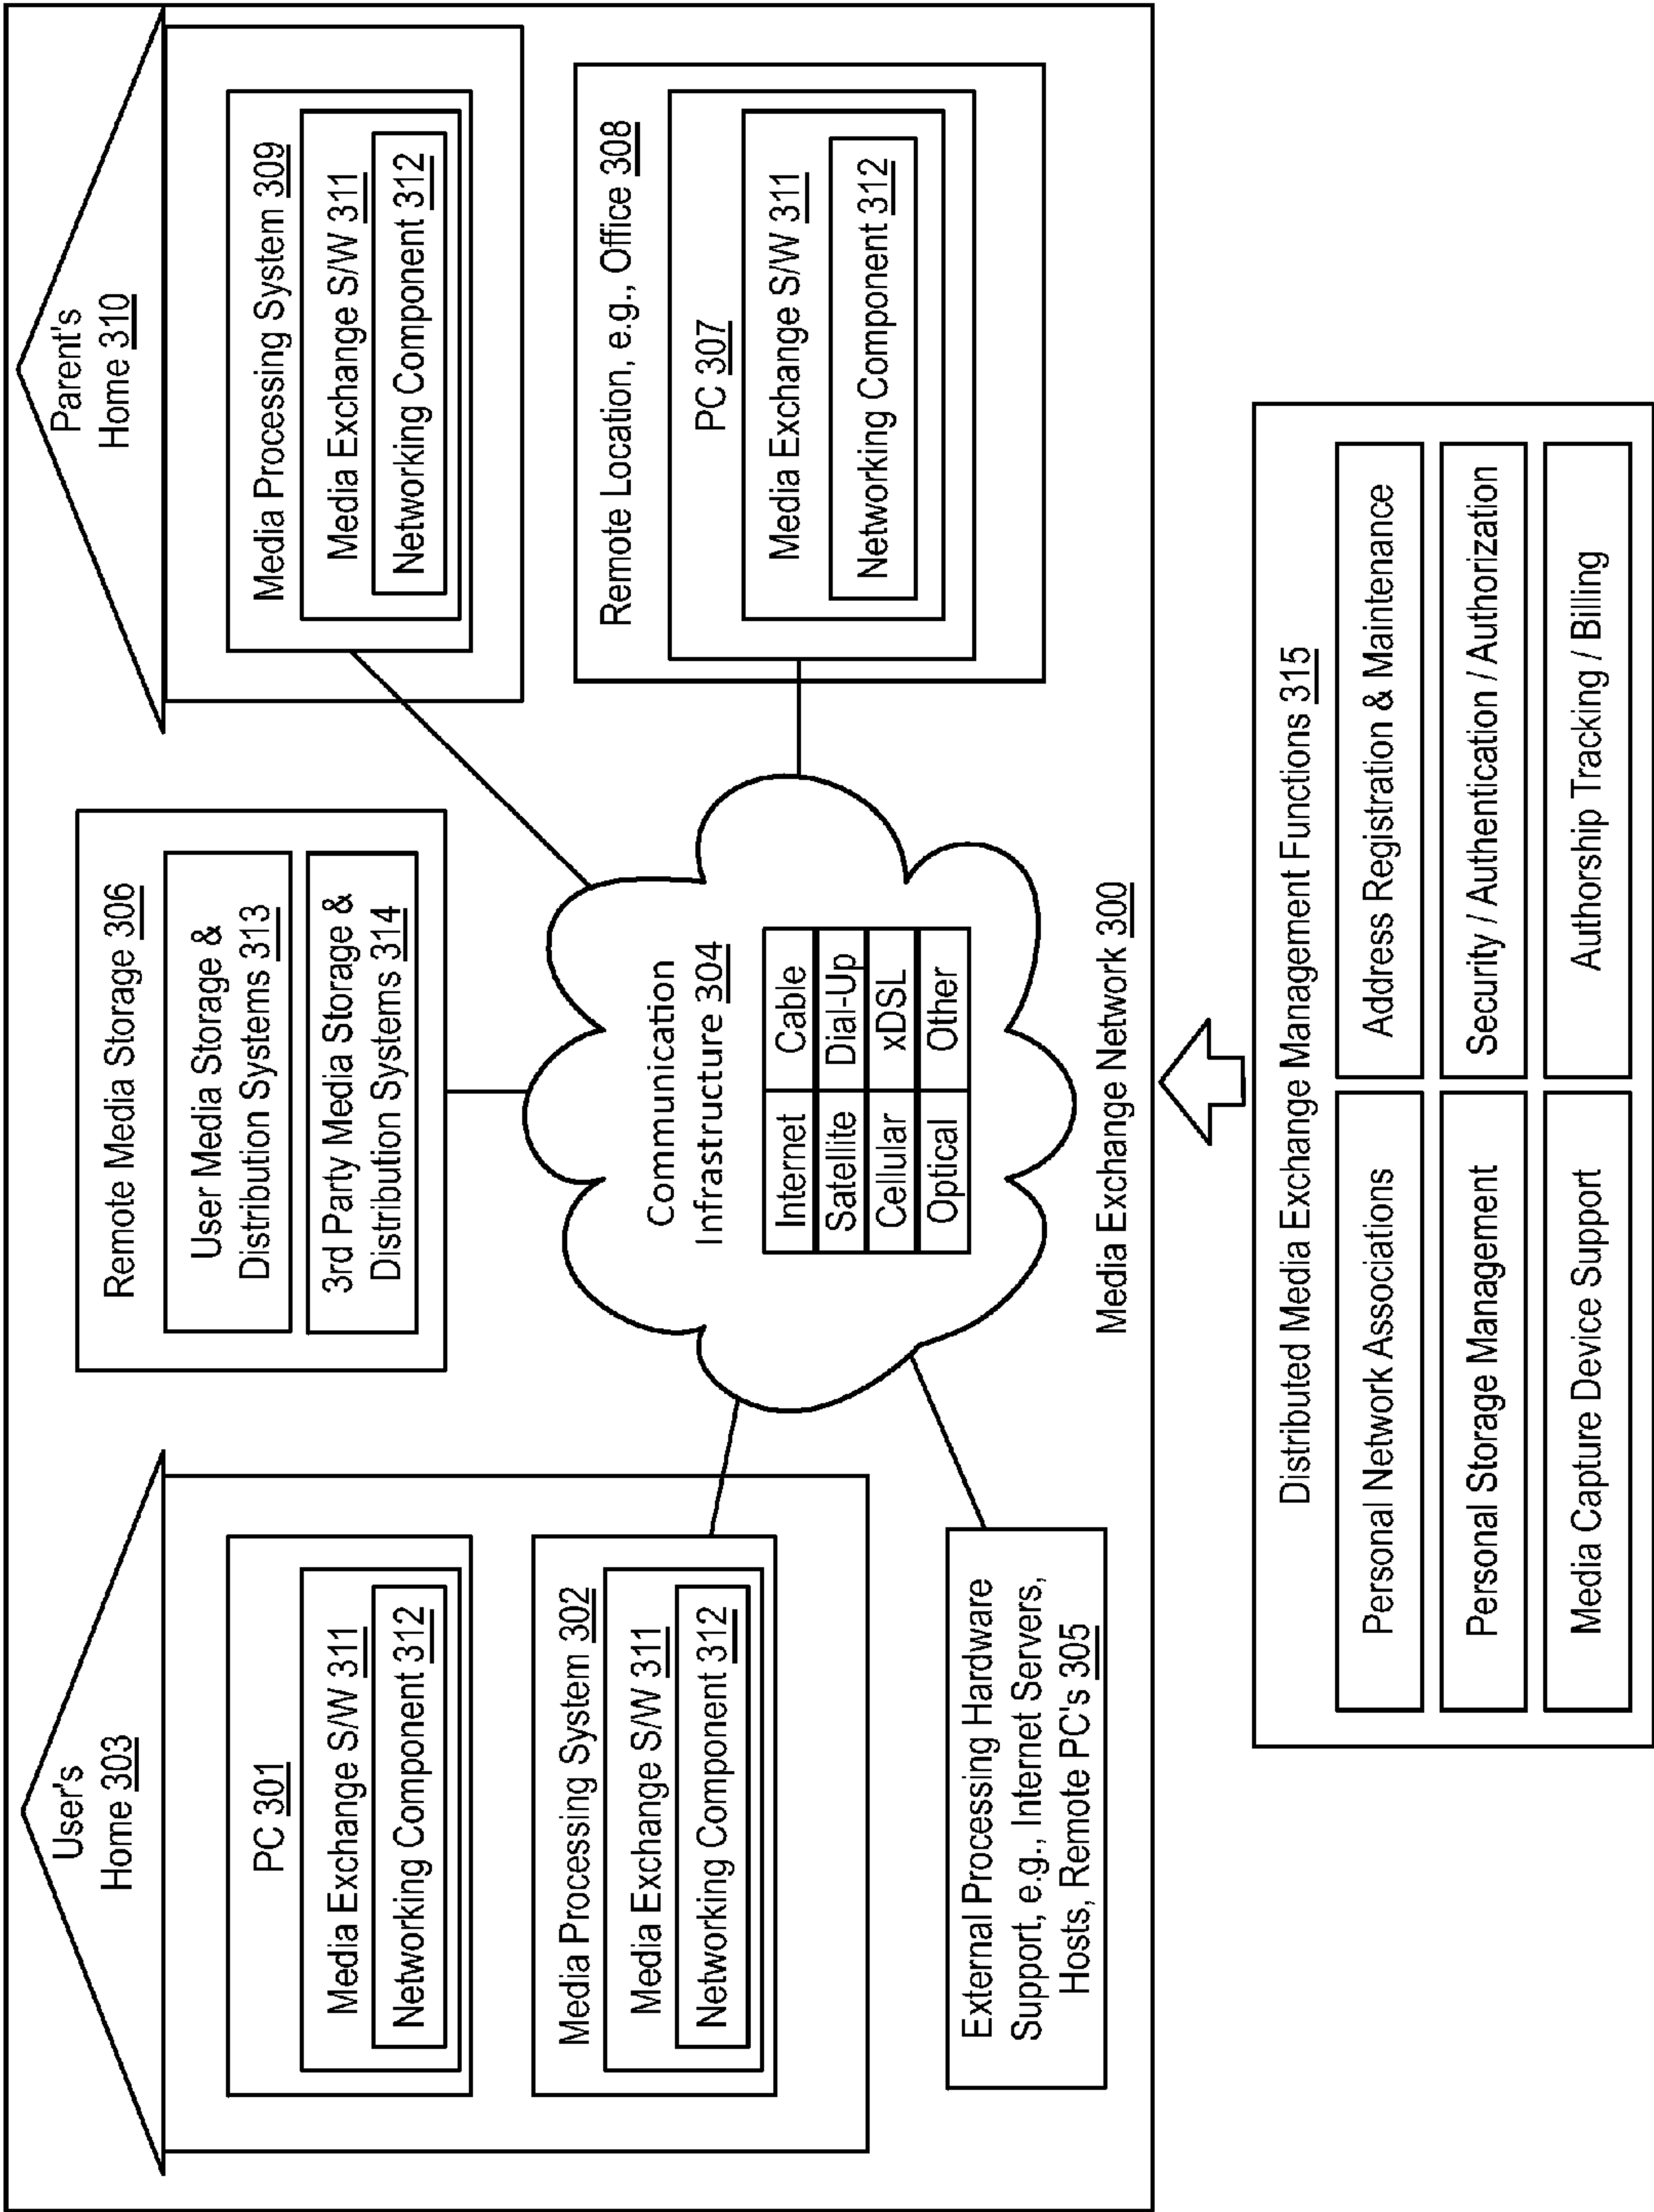 User's
Home 303
PC 301
Media Exchange S/W 311
Networking Component 312
Media Processing System 302
Media Exchange S/W 311
Networking Component 312
External Processing Hardware
Support, e.g., Internet Servers,
Hosts, Remote PC's 305
Remote Media Storage 306
User Media Storage &
Distribution Systems 313
3rd Party Media Storage &
Distribution Systems 314
Communication
Infrastructure 304
Internet Cable
Satellite Dial-Up
Cellular xDSL
Optical Other
Parent's
Home 310
Media Processing System 309
Media Exchange S/W 311
Networking Component 312
Remote Location, e.g., Office 308
PC 307
Media Exchange S/W 311
Networking Component 312
Media Exchange Network 300
Distributed Media Exchange Management Functions 315
Personal Network Associations
Address Registration & Maintenance
Personal Storage Management
Security / Authentication / Authorization
Media Capture Device Support
Authorship Tracking / Billing